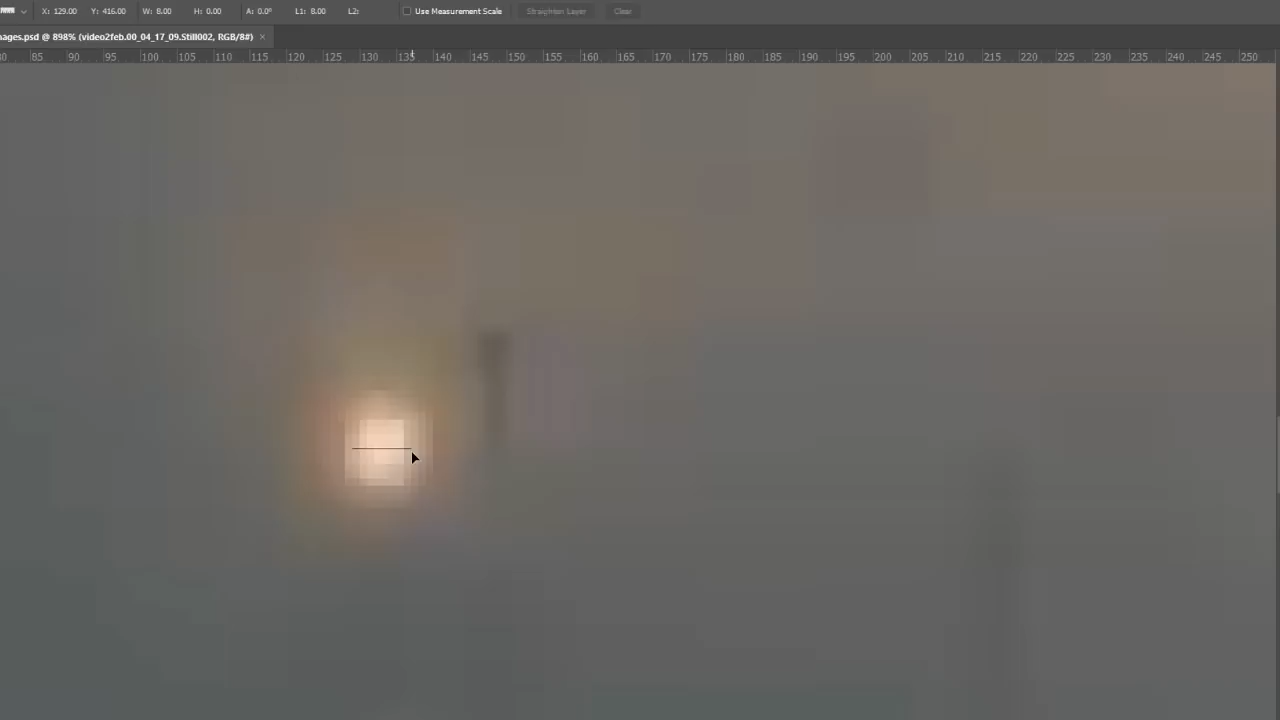 X: 129.00 Y: 416.00 W: 8.00 H: 0.00 A: 0.0° L1: 8.00 L2: Use Measurement Scale Straighten Layer Clear
ages.psd @ 898% (video2feb.00_04_17_09.Still002, RGB/8#) ×
80 85 90 95 100 105 110 115 120 125 130 135 140 145 150 155 160 165 170 175 180 185 190 195 200 205 210 215 220 225 230 235 240 245 250